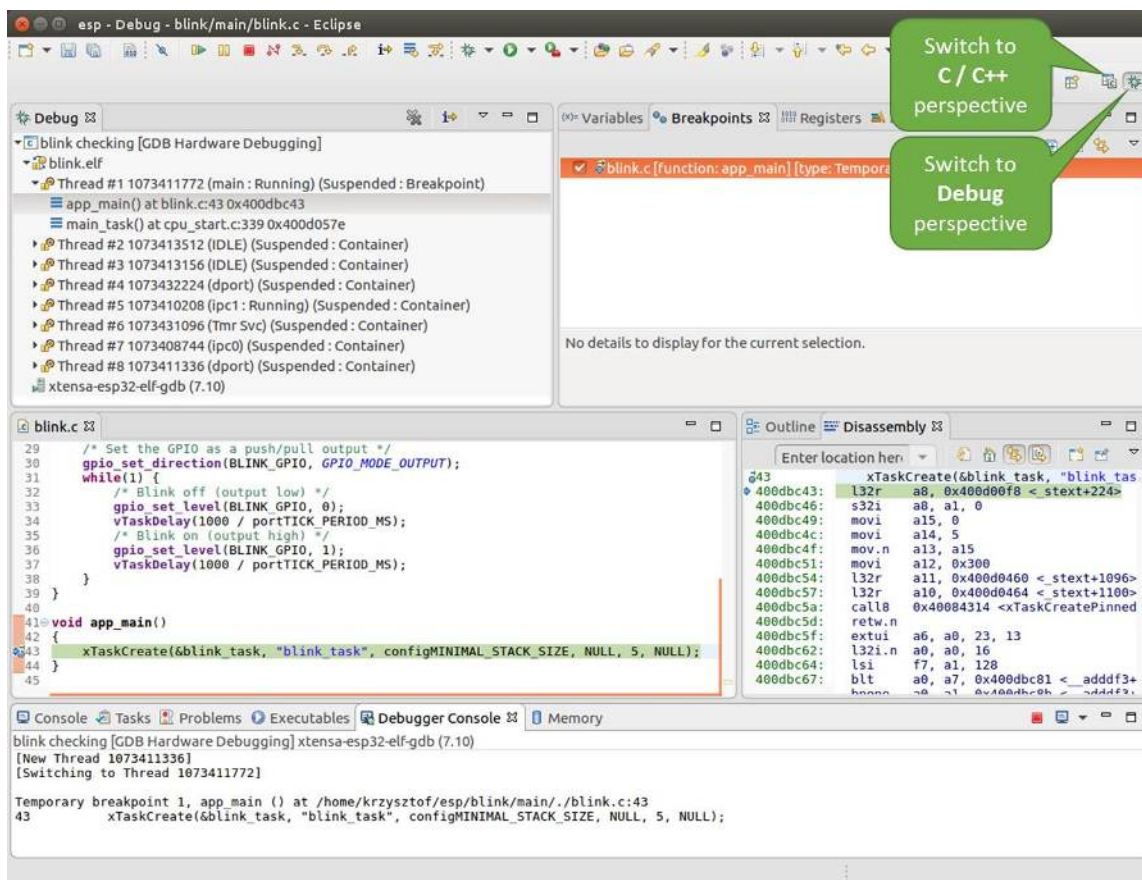 esp - Debug - blink/main/blink.c - Eclipse
Switch to
C / C++
perspective
Switch to
Debug
perspective
Debug
blink checking [GDB Hardware Debugging]
blink.elf
Thread #1 1073411772 (main : Running) (Suspended : Breakpoint)
app_main() at blink.c:43 0x400dbc43
main_task() at cpu_start.c:339 0x400d057e
Thread #2 1073413512 (IDLE) (Suspended : Container)
Thread #3 1073413156 (IDLE) (Suspended : Container)
Thread #4 1073432224 (dport) (Suspended : Container)
Thread #5 1073410208 (ipc1 : Running) (Suspended : Container)
Thread #6 1073431096 (Tmr Svc) (Suspended : Container)
Thread #7 1073408744 (ipc0) (Suspended : Container)
Thread #8 1073411336 (dport) (Suspended : Container)
xtensa-esp32-elf-gdb (7.10)
(x)= Variables Breakpoints Registers
blink.c [function: app_main] [type: Tempora
No details to display for the current selection.
blink.c
29 /* Set the GPIO as a push/pull output */
30 gpio_set_direction(BLINK_GPIO, GPIO_MODE_OUTPUT);
31 while(1) {
32 /* Blink off (output low) */
33 gpio_set_level(BLINK_GPIO, 0);
34 vTaskDelay(1000 / portTICK_PERIOD_MS);
35 /* Blink on (output high) */
36 gpio_set_level(BLINK_GPIO, 1);
37 vTaskDelay(1000 / portTICK_PERIOD_MS);
38 }
39 }
40
41 void app_main()
42 {
43 xTaskCreate(&blink_task, "blink_task", configMINIMAL_STACK_SIZE, NULL, 5, NULL);
44 }
45
Outline Disassembly
Enter location her
43 xTaskCreate(&blink_task, "blink_tas
400dbc43: l32r a8, 0x400d00f8 <_stext+224>
400dbc46: s32i a8, a1, 0
400dbc49: movi a15, 0
400dbc4c: movi a14, 5
400dbc4f: mov.n a13, a15
400dbc51: movi a12, 0x300
400dbc54: l32r a11, 0x400d0460 <_stext+1096>
400dbc57: l32r a10, 0x400d0464 <_stext+1100>
400dbc5a: call8 0x40084314 <xTaskCreatePinned
400dbc5d: retw.n
400dbc5f: extui a6, a0, 23, 13
400dbc62: l32i.n a0, a0, 16
400dbc64: lsi f7, a1, 128
400dbc67: blt a0, a7, 0x400dbc81 <__adddf3+
Console Tasks Problems Executables Debugger Console Memory
blink checking [GDB Hardware Debugging] xtensa-esp32-elf-gdb (7.10)
[New Thread 1073411336]
[Switching to Thread 1073411772]
Temporary breakpoint 1, app_main () at /home/krzysztof/esp/blink/main/./blink.c:43
43 xTaskCreate(&blink_task, "blink_task", configMINIMAL_STACK_SIZE, NULL, 5, NULL);